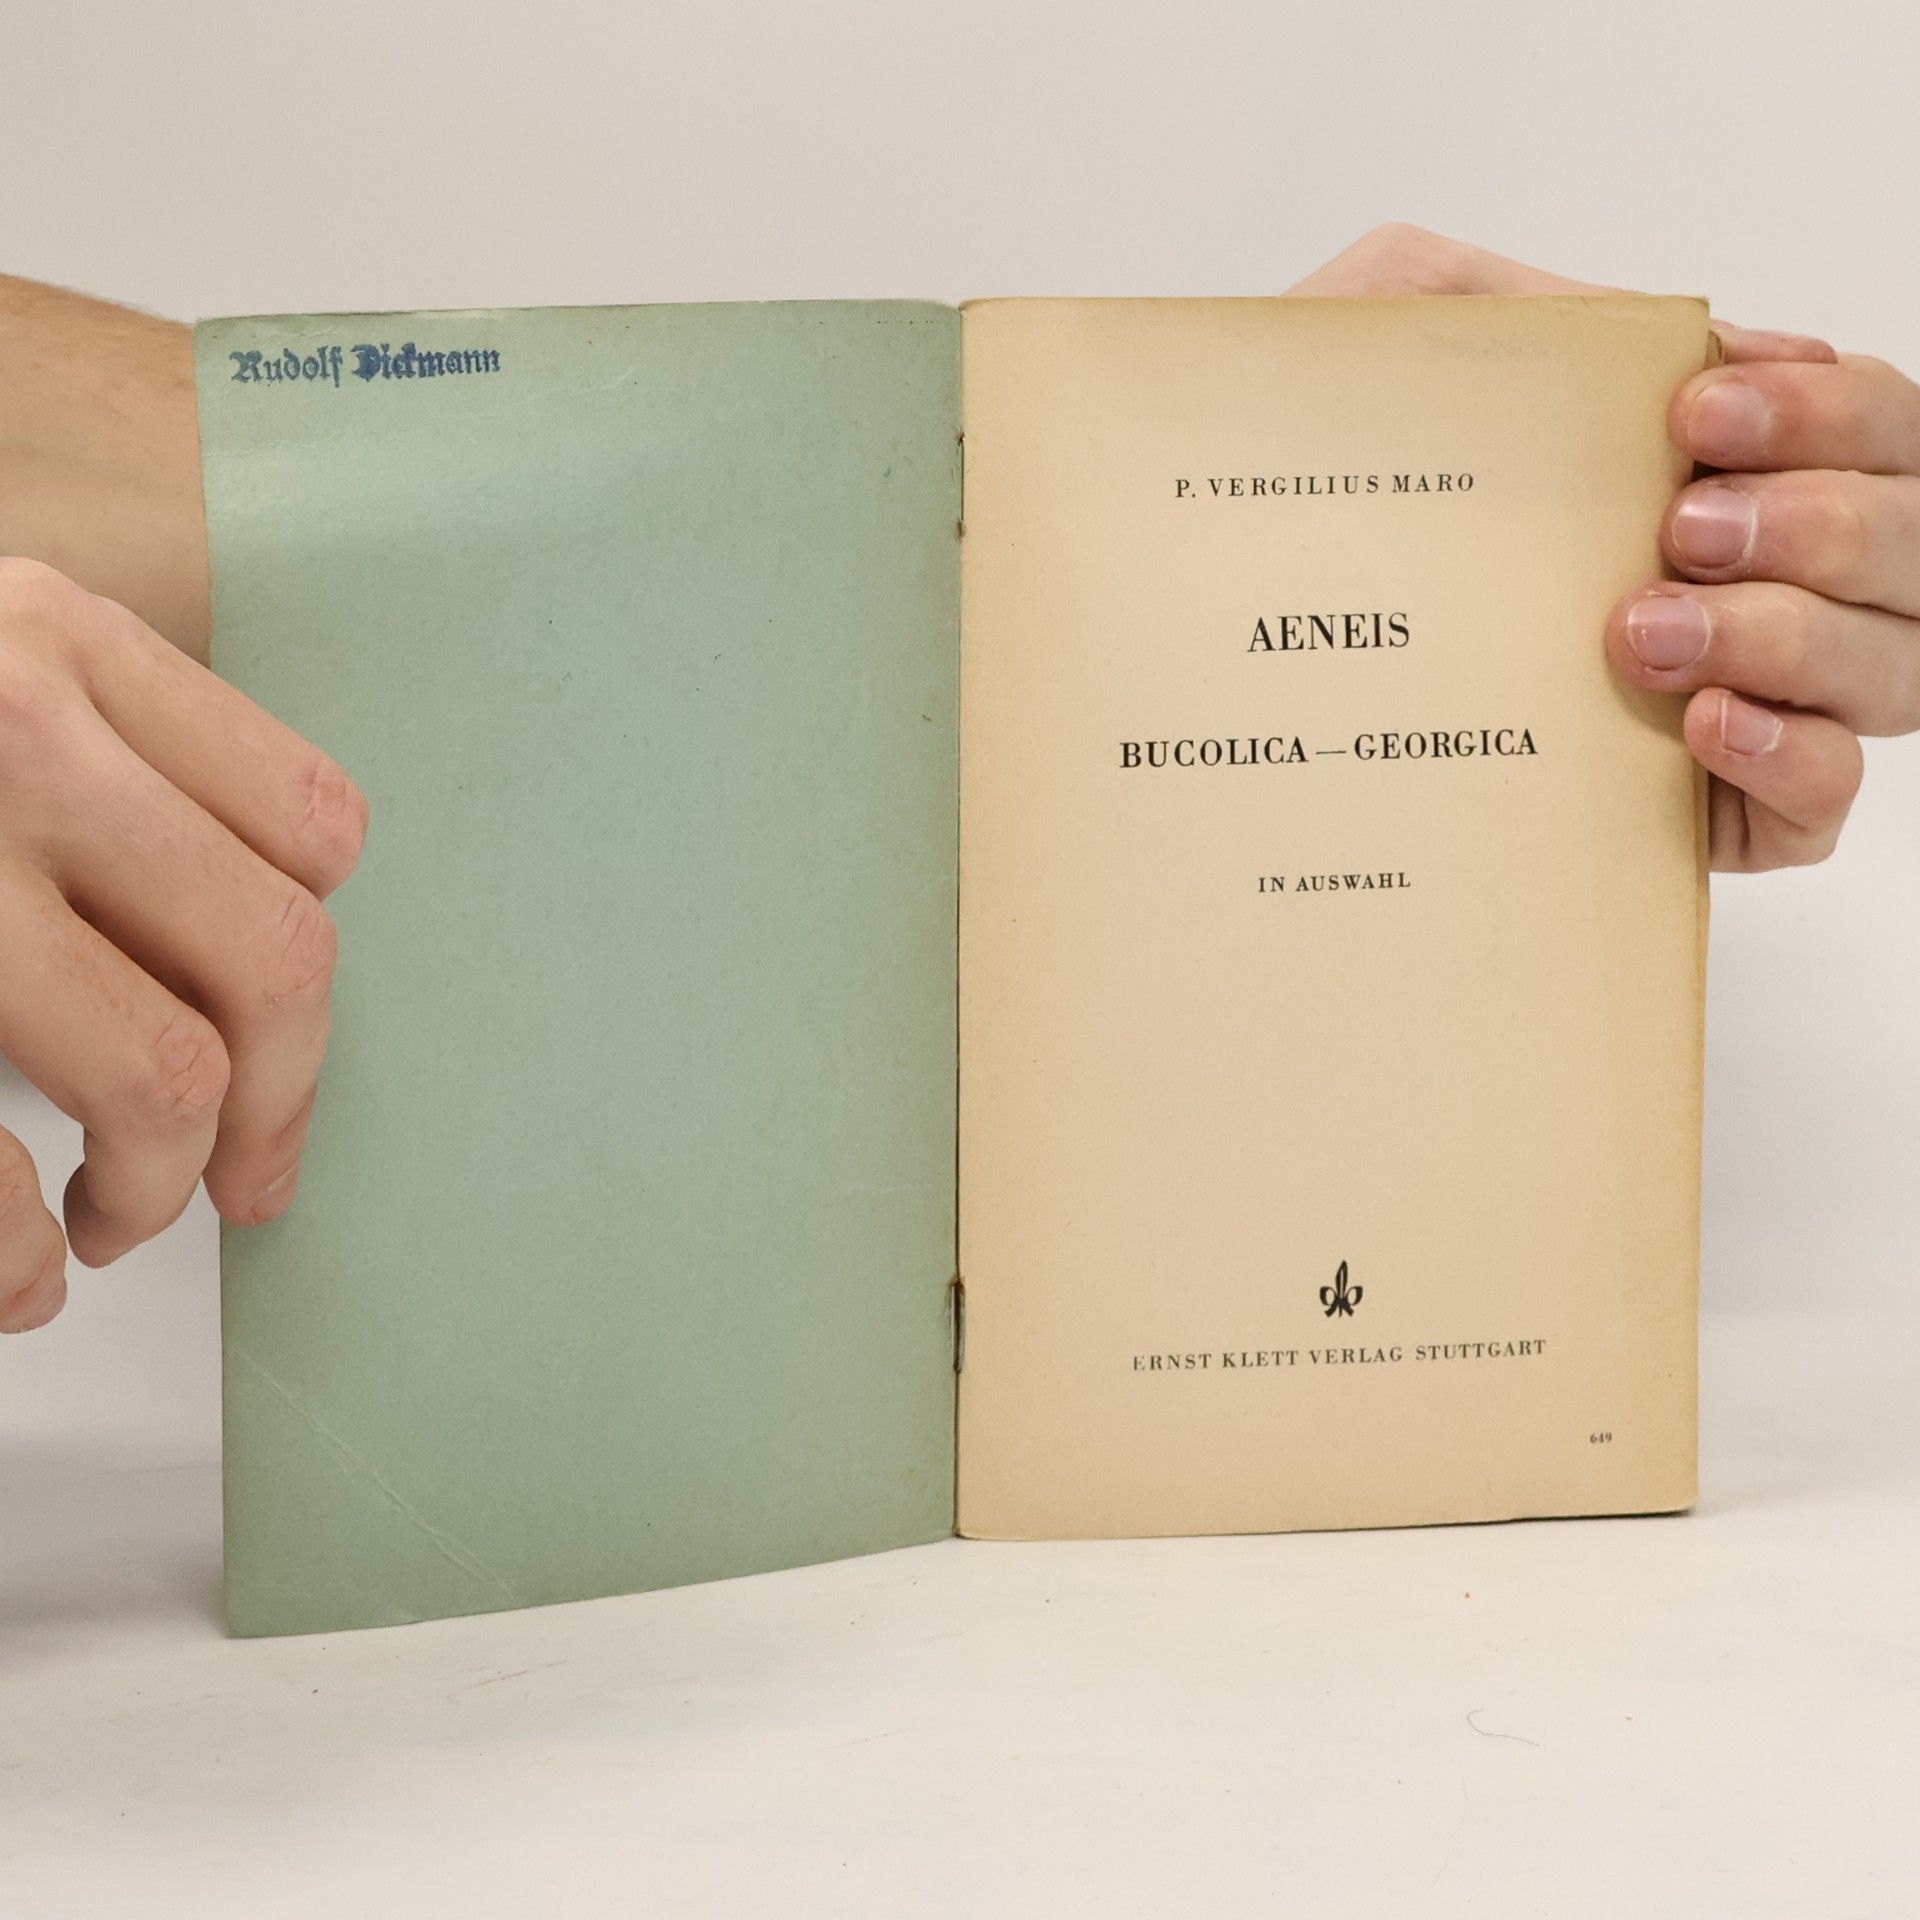 Rudolf Dickmann
P. VERGILIUS MARO
AENEIS
BUCOLICA — GEORGICA
IN AUSWAHL
ERNST KLETT VERLAG STUTTGART
649